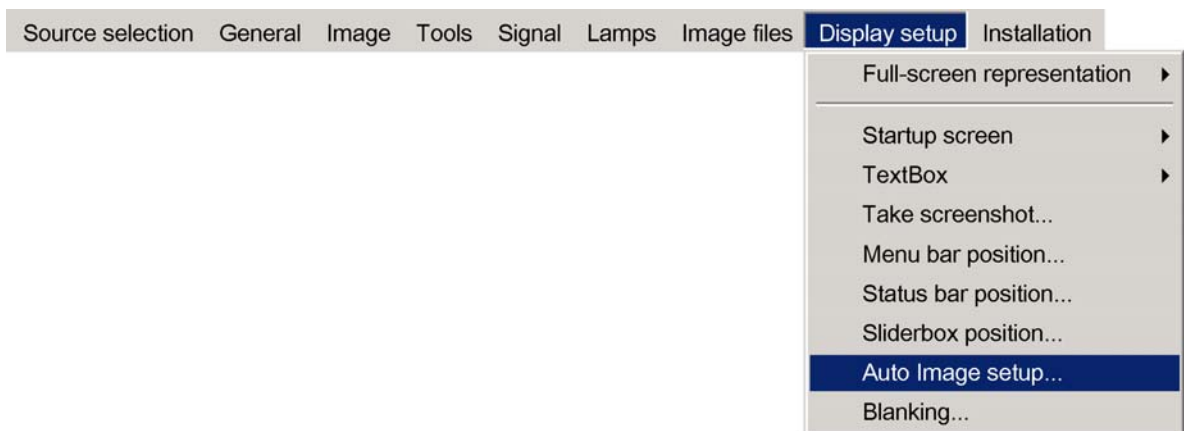 Source selection General Image Tools Signal Lamps Image files Display setup Installation
Full-screen representation
Startup screen
TextBox
Take screenshot...
Menu bar position...
Status bar position...
Sliderbox position...
Auto Image setup...
Blanking...